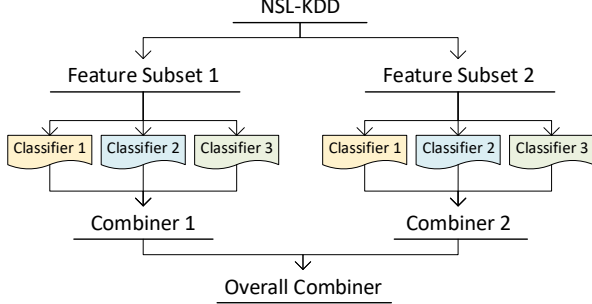 NSL-KDD
Feature Subset 1
Feature Subset 2
Classifier 1
Classifier 2
Classifier 3
Classifier 1
Classifier 2
Classifier 3
Combiner 1
Combiner 2
Overall Combiner